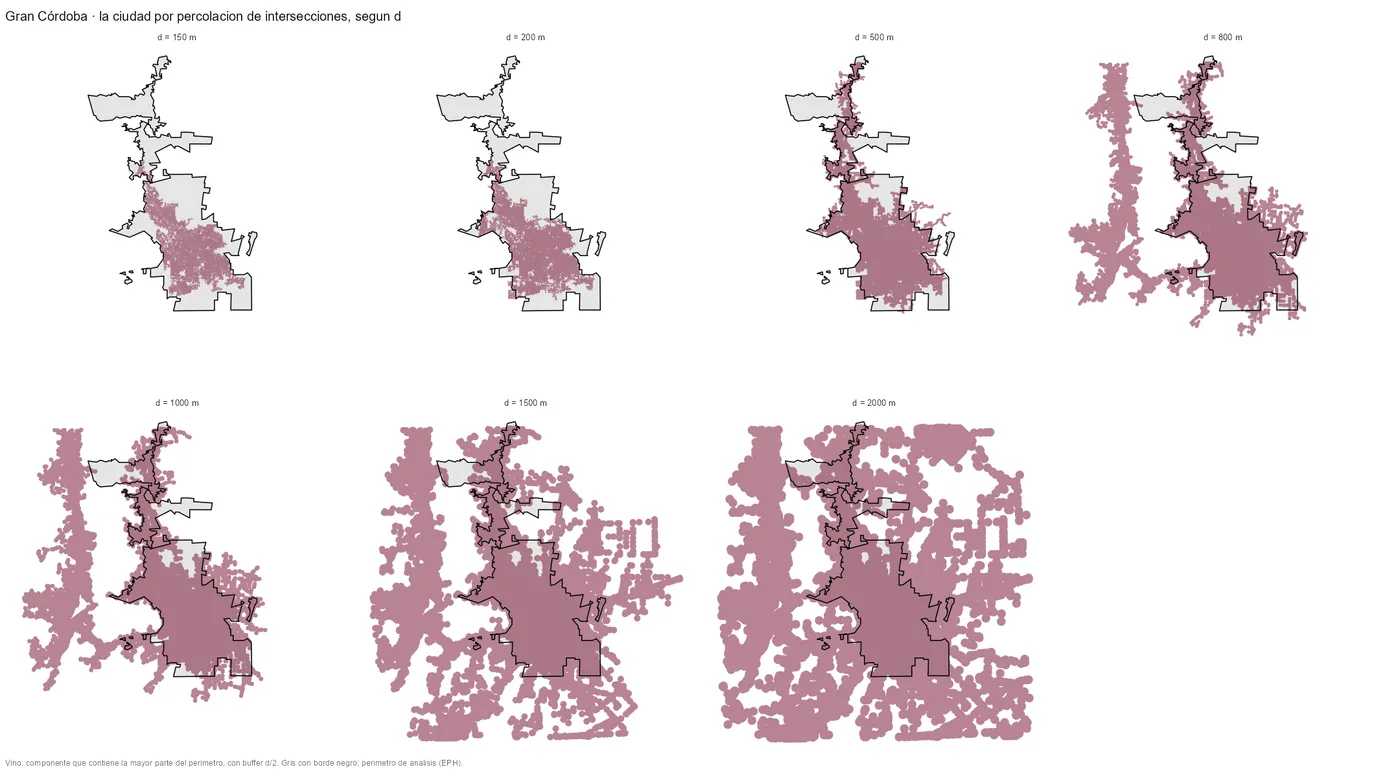 Gran Córdoba · la ciudad por percolacion de intersecciones, segun d
d = 150 m
d = 200 m
d = 500 m
d = 800 m
d = 1000 m
d = 1500 m
d = 2000 m
Vino: componente que contiene la mayor parte del perimetro, con buffer d/2. Gris con borde negro: perimetro de analisis (EPH).